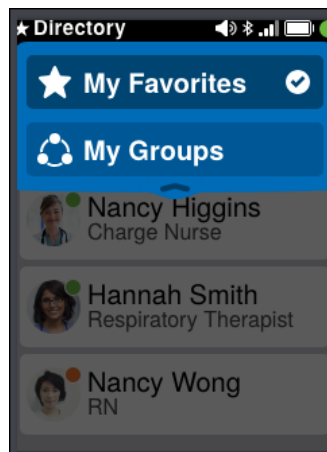 Directory
My Favorites
My Groups
Nancy Higgins
Charge Nurse
Hannah Smith
Respiratory Therapist
Nancy Wong
RN